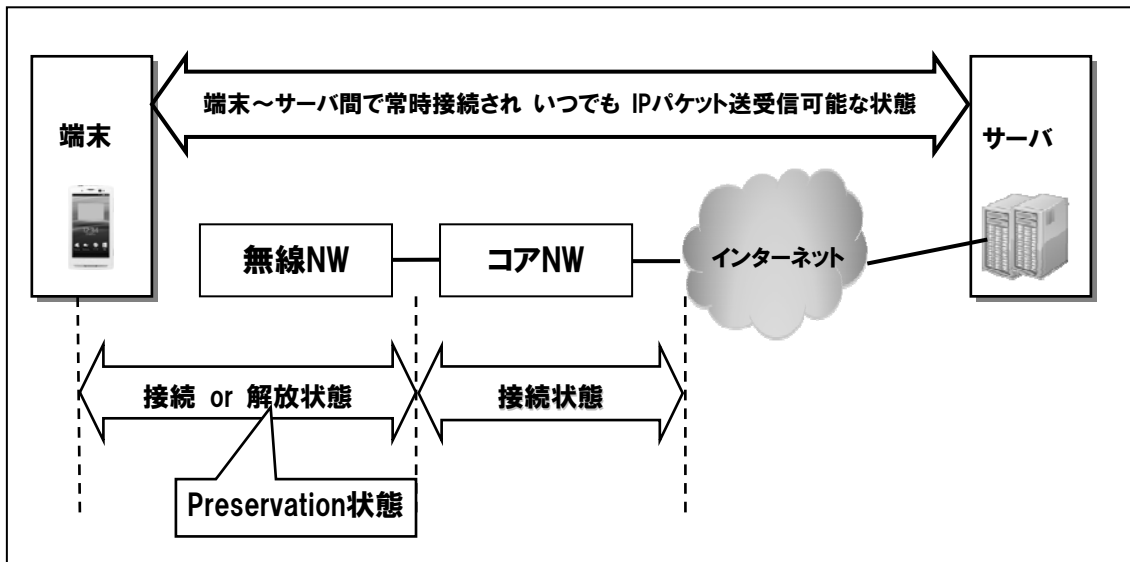 端末～サーバ間で常時接続され いつでも IPパケット送受信可能な状態
端末
サーバ
無線NW
コアNW
インターネット
接続 or 解放状態
接続状態
Preservation状態